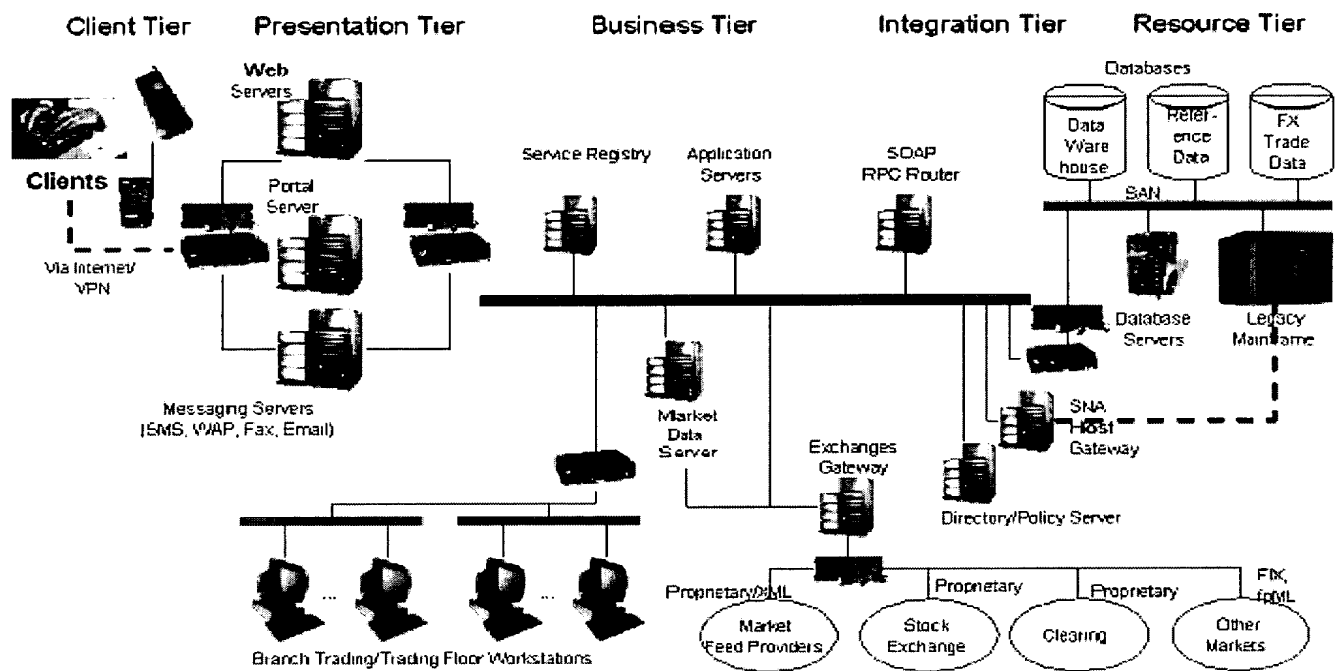 Client Tier
Presentation Tier
Business Tier
Integration Tier
Resource Tier
Web
Servers
Databases
Data
Ware
house
Refer-
ence
Data
FX
Trade
Data
Clients
Portal
Server
Service Registry
Application
Servers
SOAP
RPC Router
SAN
Via Internet/
VPN
Database
Servers
Legacy
Mainframe
Messaging Servers
(SMS, WAP, Fax, Email)
Market
Data
Server
Exchanges
Gateway
SNA
Host
Gateway
Directory/Policy Server
...
...
Proprietary/XML
Proprietary
Proprietary
FIX,
fpML
Market
Feed Providers
Stock
Exchange
Clearing
Other
Markets
Branch Trading/Trading Floor Workstations